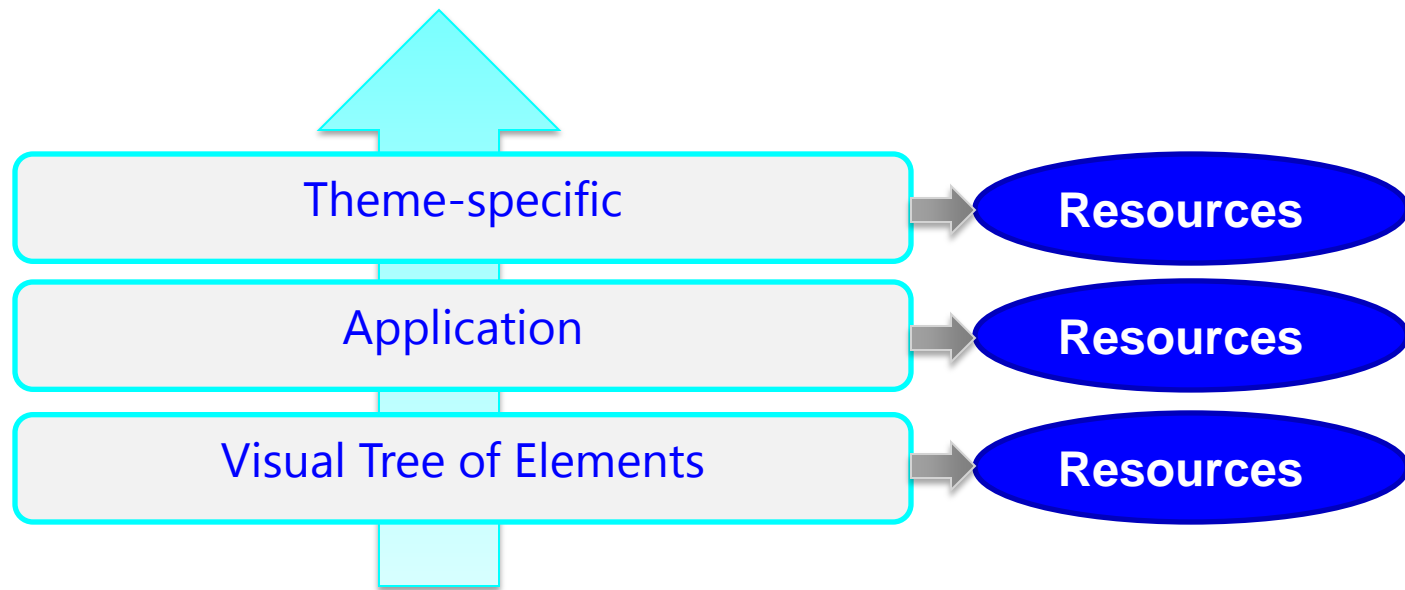 Theme-specific
Resources
Application
Resources
Visual Tree of Elements
Resources